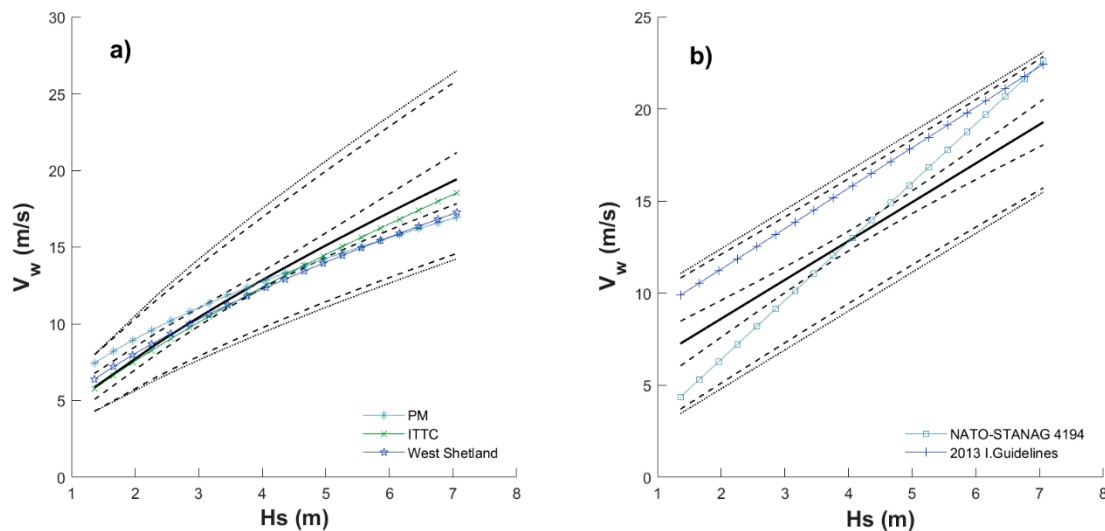 30
25
20
15
10
5
0
V_w (m/s)
a)
PM
ITTC
West Shetland
1 2 3 4 5 6 7 8
Hs (m)
25
20
15
10
5
0
V_w (m/s)
b)
NATO-STANAG 4194
2013 I.Guidelines
1 2 3 4 5 6 7 8
Hs (m)